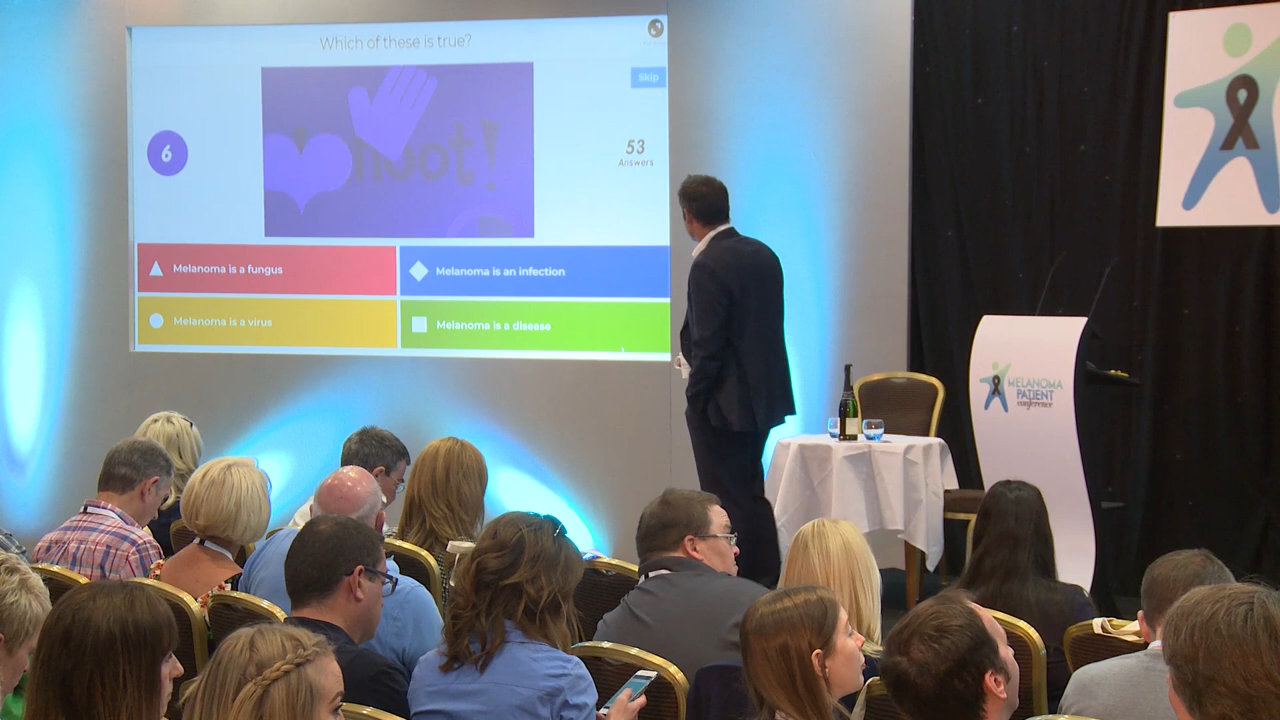 Which of these is true?
Skip
6
53
Answers
Melanoma is a fungus
Melanoma is an infection
Melanoma is a virus
Melanoma is a disease
MELANOMA
PATIENT
conference